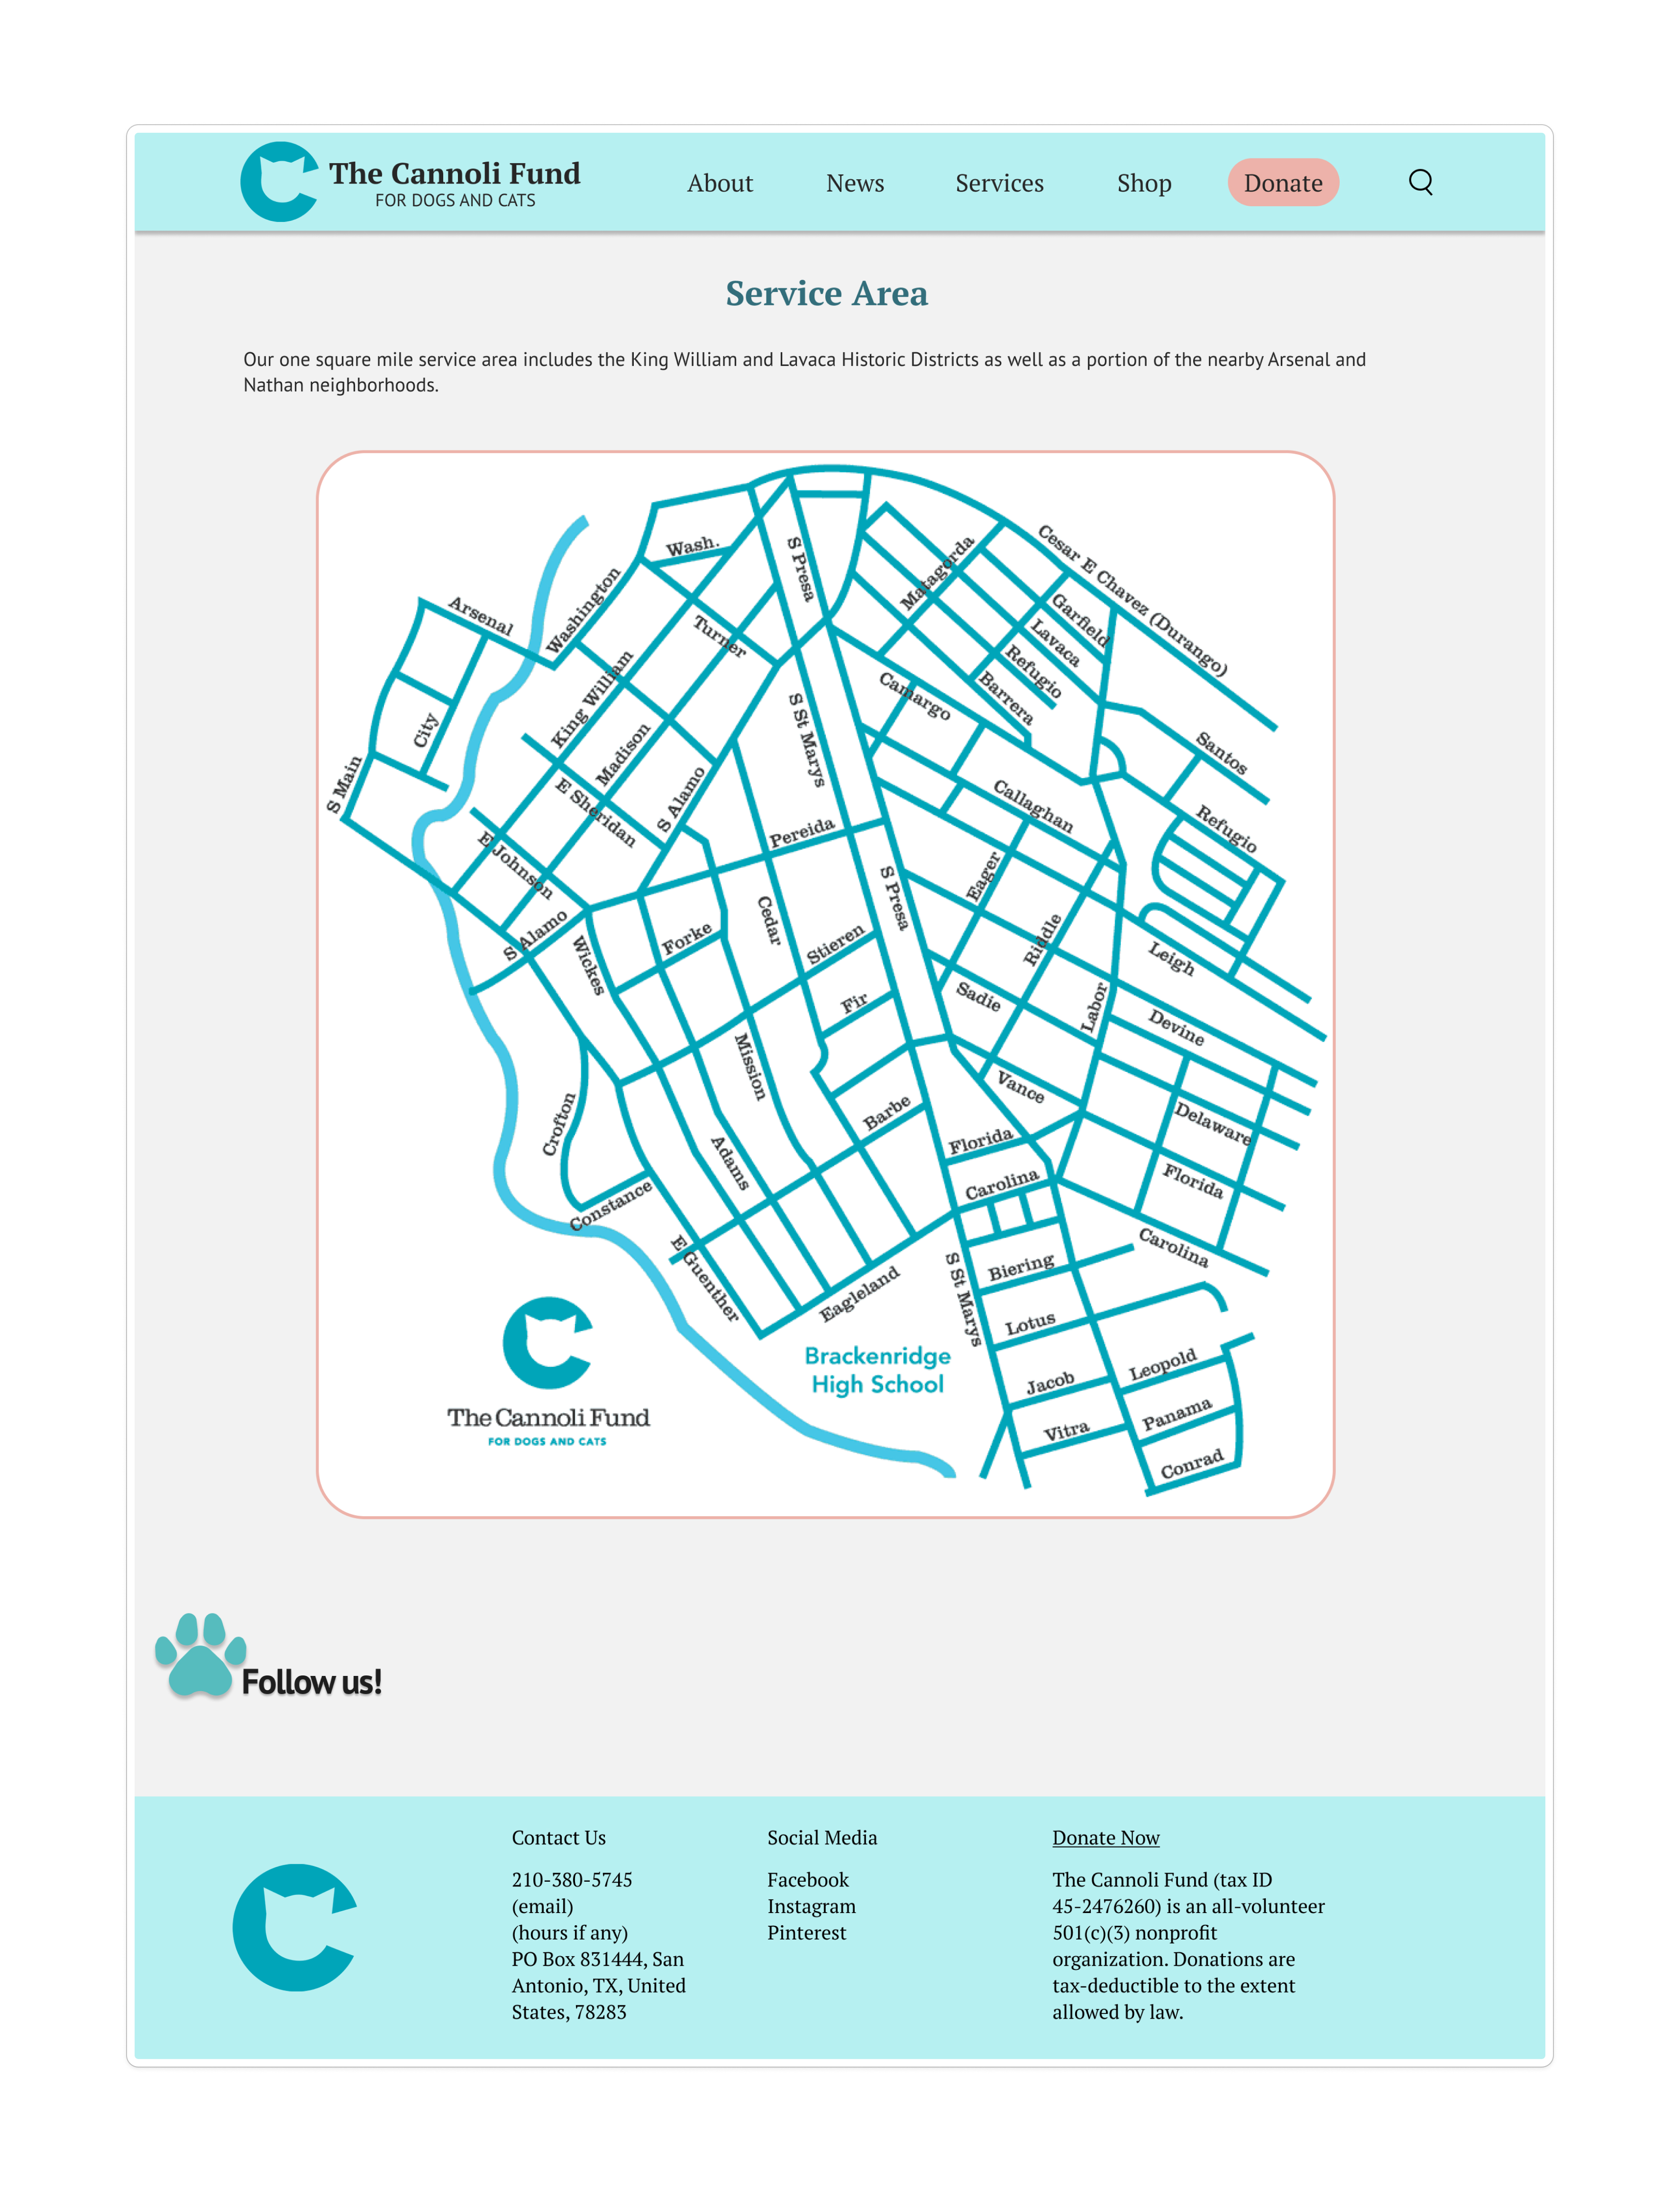 The Cannoli Fund
FOR DOGS AND CATS
About
News
Services
Shop
Donate
Service Area
Our one square mile service area includes the King William and Lavaca Historic Districts as well as a portion of the nearby Arsenal and
Nathan neighborhoods.
Wash.
S Presa
Cesar E Chavez (Durango)
Matagorda
Arsenal
Washington
Garfield
Turner
Lavaca
Refugio
King William
Camargo
Barrera
City
Madison
S St Marys
Santos
S Main
E Sheridan
S Alamo
Callaghan
Pereida
Refugio
E Johnson
Eager
S Presa
Cedar
Forke
S Alamo
Wickes
Stieren
Riddle
Leigh
Fir
Sadie
Labor
Devine
Mission
Vance
Crofton
Barbe
Delaware
Florida
Adams
Florida
Carolina
Constance
Carolina
E Guenther
Biering
Eagleland
S St Marys
Lotus
Brackenridge
High School
Leopold
Jacob
The Cannoli Fund
FOR DOGS AND CATS
Panama
Vitra
Conrad
Follow us!
Contact Us
210-380-5745
(email)
(hours if any)
PO Box 831444, San
Antonio, TX, United
States, 78283
Social Media
Facebook
Instagram
Pinterest
Donate Now
The Cannoli Fund (tax ID
45-2476260) is an all-volunteer
501(c)(3) nonprofit
organization. Donations are
tax-deductible to the extent
allowed by law.